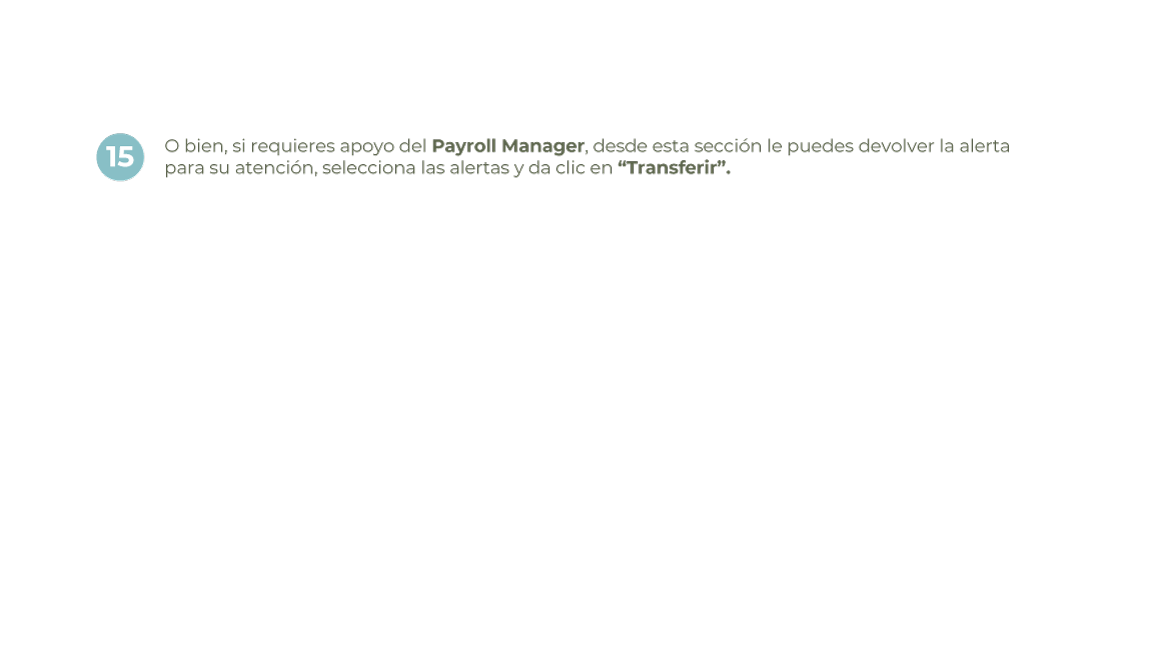 15
O bien, si requieres apoyo del Payroll Manager, desde esta sección le puedes devolver la alerta
para su atención, selecciona las alertas y da clic en “Transferir”.